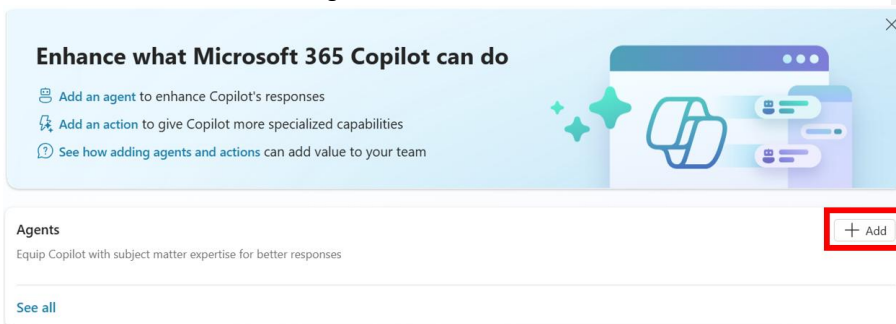 Enhance what Microsoft 365 Copilot can do
Add an agent to enhance Copilot's responses
Add an action to give Copilot more specialized capabilities
See how adding agents and actions can add value to your team
Agents
+ Add
Equip Copilot with subject matter expertise for better responses
See all